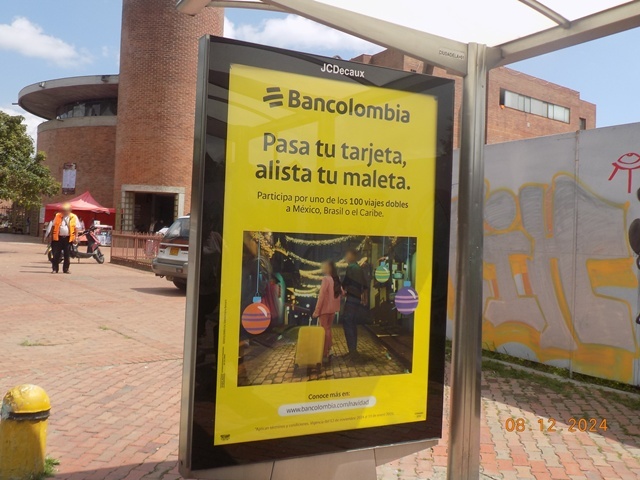 JCDecaux
Bancolombia
Pasa tu tarjeta,
alista tu maleta.
Participa por uno de los 100 viajes dobles
a México, Brasil o el Caribe.
Conoce más en:
www.bancolombia.com/navidad
08 12 2024